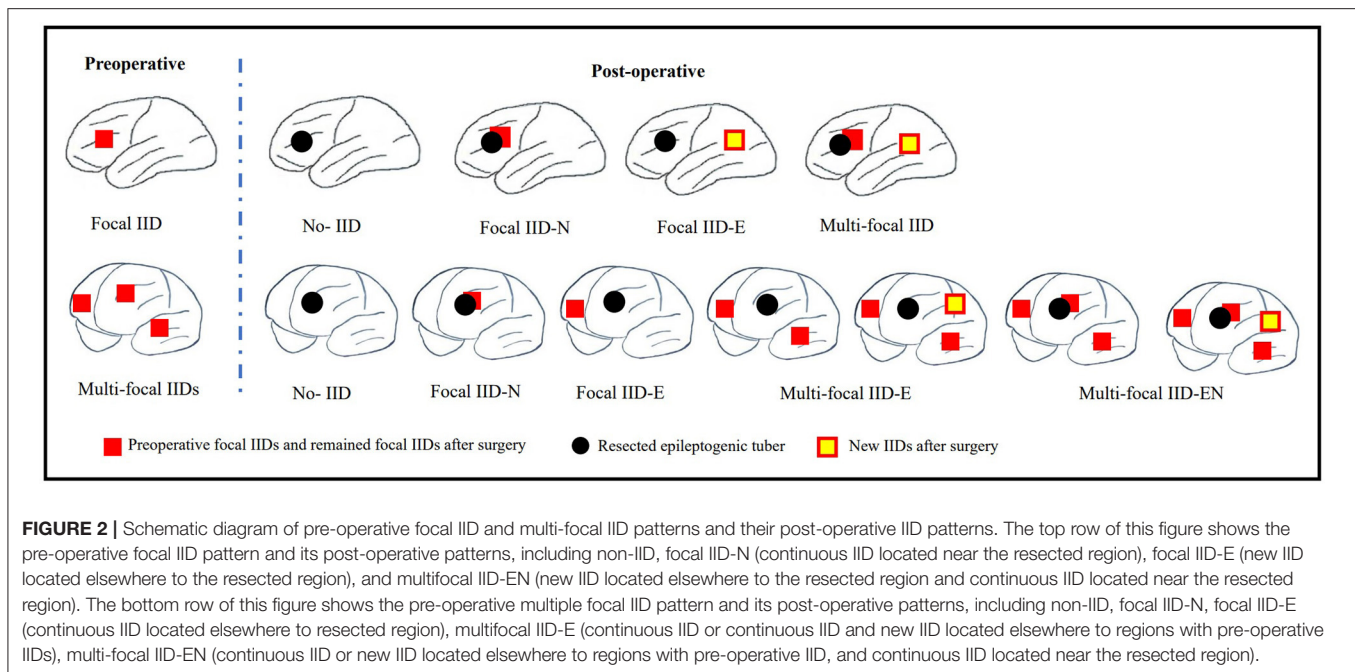 Preoperative
Post-operative
Focal IID
No- IID
Focal IID-N
Focal IID-E
Multi-focal IID
Multi-focal IIDs
No- IID
Focal IID-N
Focal IID-E
Multi-focal IID-E
Multi-focal IID-EN
Preoperative focal IIDs and remained focal IIDs after surgery
Resected epileptogenic tuber
New IIDs after surgery
FIGURE 2 | Schematic diagram of pre-operative focal IID and multi-focal IID patterns and their post-operative IID patterns. The top row of this figure shows the
pre-operative focal IID pattern and its post-operative patterns, including non-IID, focal IID-N (continuous IID located near the resected region), focal IID-E (new IID
located elsewhere to the resected region), and multifocal IID-EN (new IID located elsewhere to the resected region and continuous IID located near the resected
region). The bottom row of this figure shows the pre-operative multiple focal IID pattern and its post-operative patterns, including non-IID, focal IID-N, focal IID-E
(continuous IID located elsewhere to resected region), multifocal IID-E (continuous IID or continuous IID and new IID located elsewhere to regions with pre-operative
IIDs), multi-focal IID-EN (continuous IID or new IID located elsewhere to regions with pre-operative IID, and continuous IID located near the resected region).